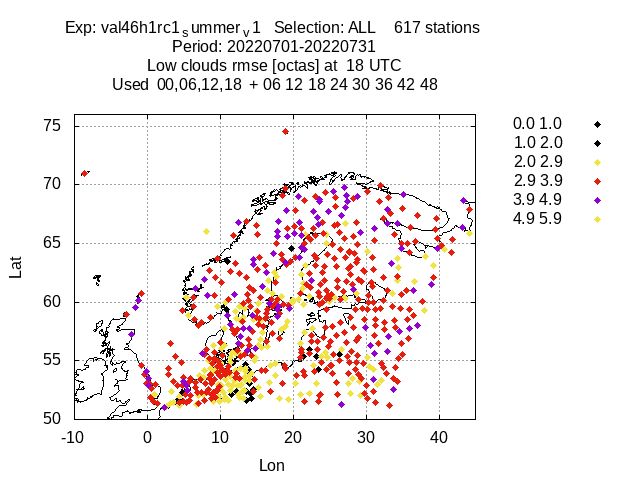 Exp: val46h1rc1summerv1 Selection: ALL 617 stations
Period: 20220701-20220731
Low clouds rmse [octas] at 18 UTC
Used 00,06,12,18 + 06 12 18 24 30 36 42 48
0.0 1.0
1.0 2.0
2.0 2.9
2.9 3.9
3.9 4.9
4.9 5.9
75
70
65
60
55
50
Lat
-10 0 10 20 30 40
Lon